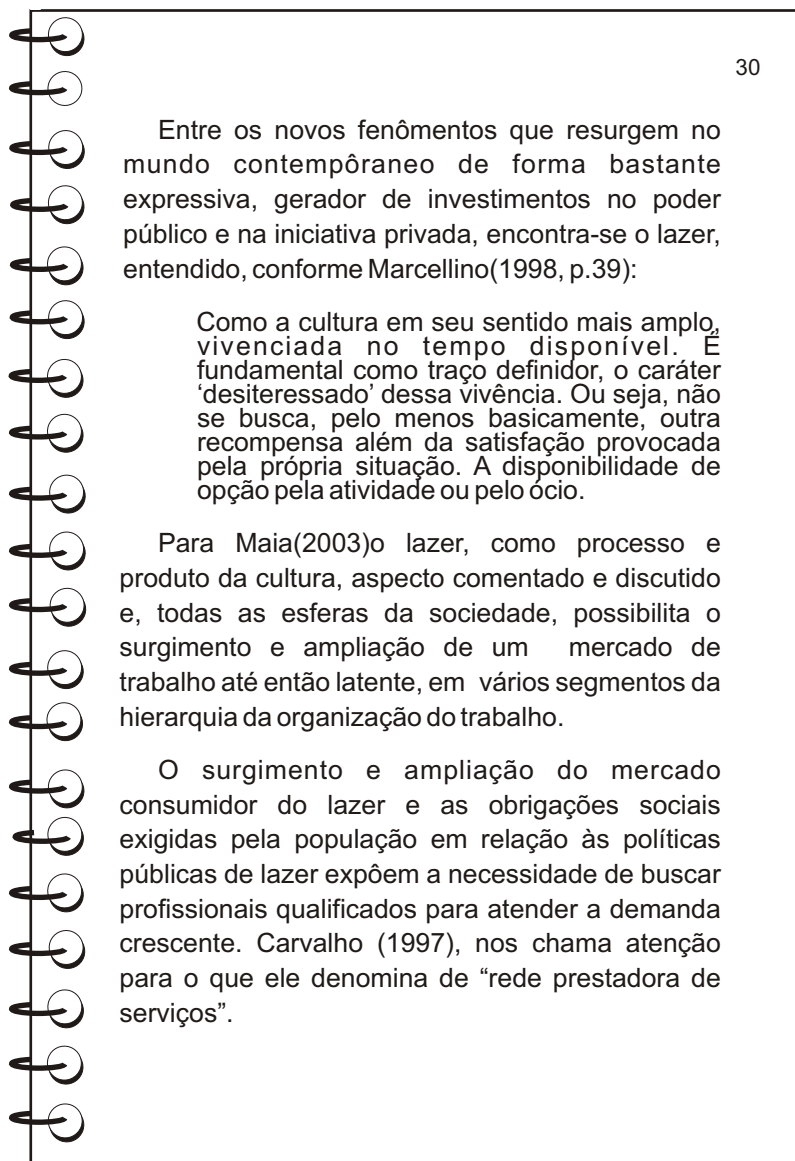 30
Entre os novos fenômentos que resurgem no
mundo contempôraneo de forma bastante
expressiva, gerador de investimentos no poder
público e na iniciativa privada, encontra-se o lazer,
entendido, conforme Marcellino(1998, p.39):
Como a cultura em seu sentido mais amplo,
vivenciada no tempo disponível. É
fundamental como traço definidor, o caráter
‘desiteressado’ dessa vivência. Ou seja, não
se busca, pelo menos basicamente, outra
recompensa além da satisfação provocada
pela própria situação. A disponibilidade de
opção pela atividade ou pelo ócio.
Para Maia(2003)o lazer, como processo e
produto da cultura, aspecto comentado e discutido
e, todas as esferas da sociedade, possibilita o
surgimento e ampliação de um mercado de
trabalho até então latente, em vários segmentos da
hierarquia da organização do trabalho.
O surgimento e ampliação do mercado
consumidor do lazer e as obrigações sociais
exigidas pela população em relação às políticas
públicas de lazer expôem a necessidade de buscar
profissionais qualificados para atender a demanda
crescente. Carvalho (1997), nos chama atenção
para o que ele denomina de “rede prestadora de
serviços”.